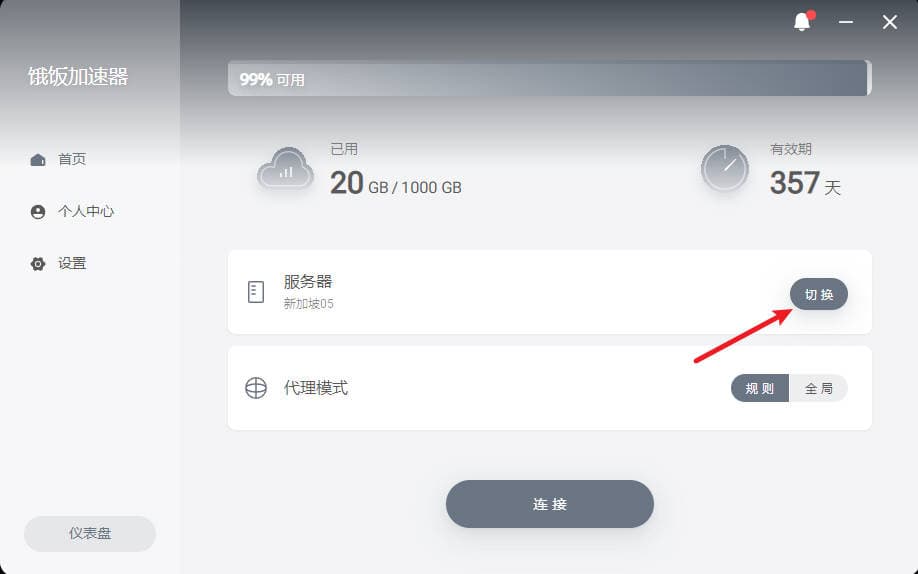 饿饭加速器
首页
个人中心
设置
仪表盘
99% 可用
已用
20 GB / 1000 GB
有效期
357 天
服务器
新加坡05
切换
代理模式
规则 全局
连接